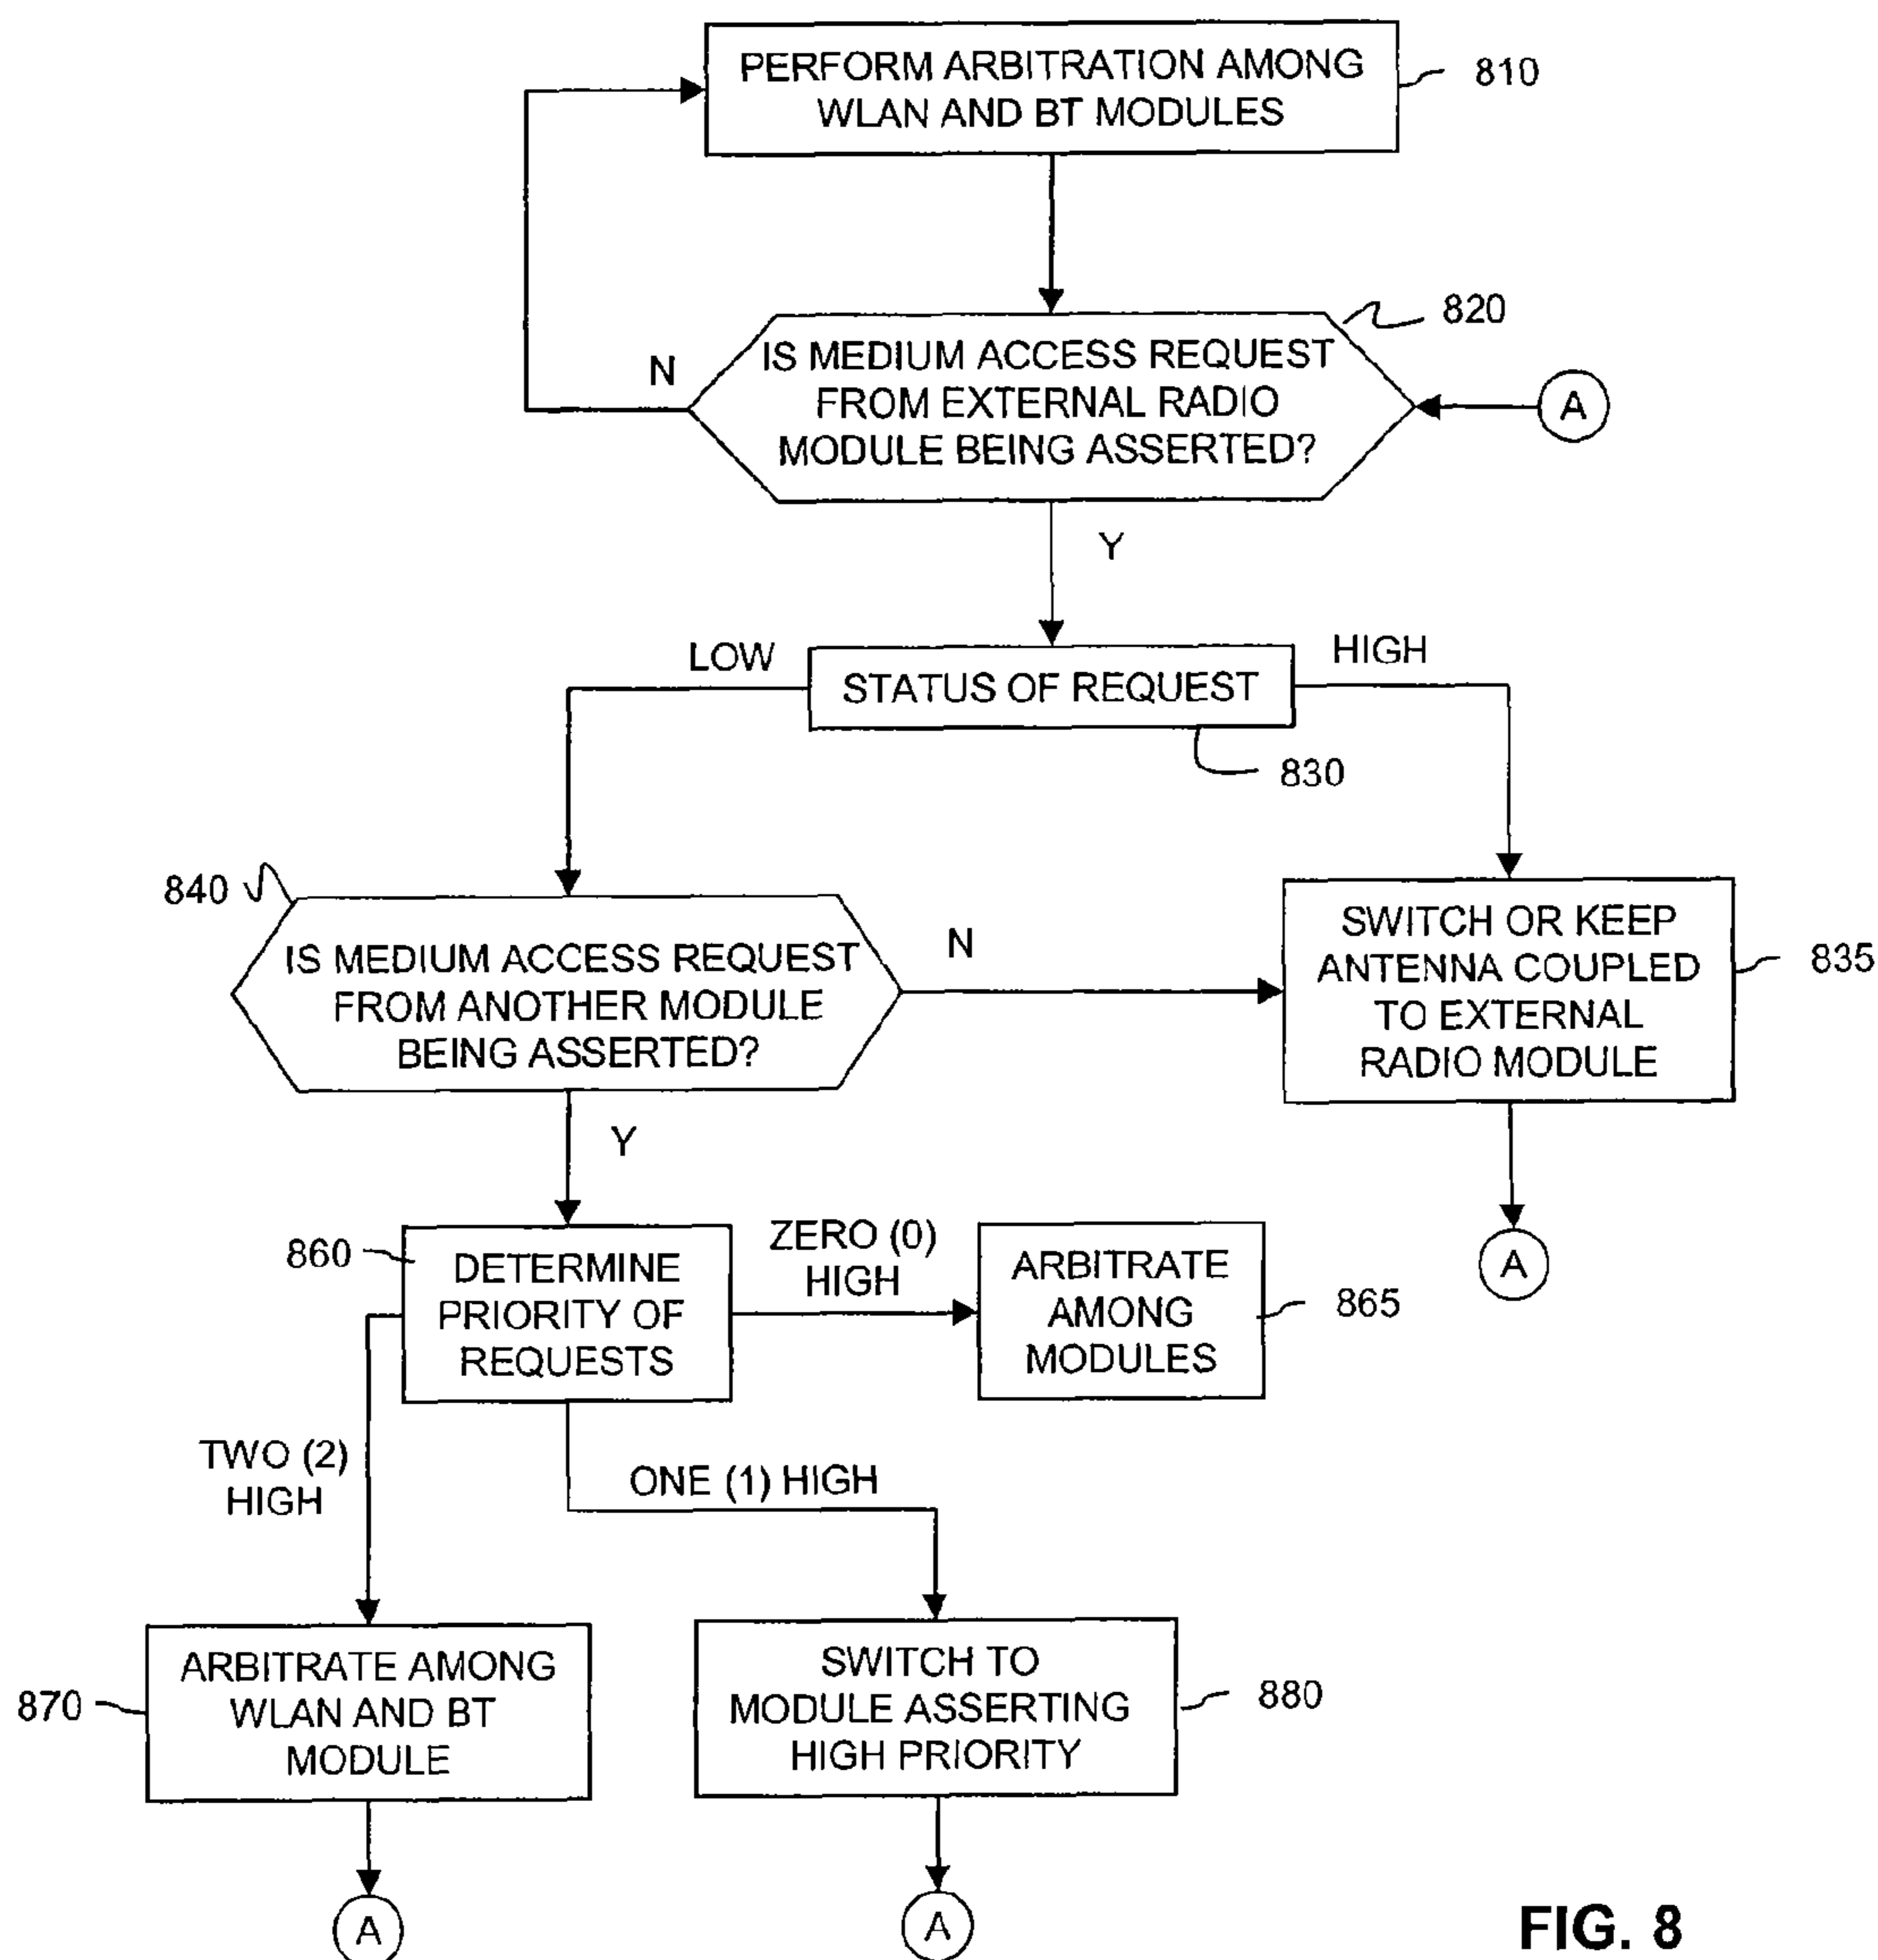 PERFORM ARBITRATION AMONG
WLAN AND BT MODULES
810
820
IS MEDIUM ACCESS REQUEST
FROM EXTERNAL RADIO
MODULE BEING ASSERTED?
N
A
Y
LOW
HIGH
STATUS OF REQUEST
830
840
IS MEDIUM ACCESS REQUEST
FROM ANOTHER MODULE
BEING ASSERTED?
N
SWITCH OR KEEP
ANTENNA COUPLED
TO EXTERNAL
RADIO MODULE
835
Y
A
860
DETERMINE
PRIORITY OF
REQUESTS
ZERO (0)
HIGH
ARBITRATE
AMONG
MODULES
865
TWO (2)
HIGH
ONE (1) HIGH
870
ARBITRATE AMONG
WLAN AND BT
MODULE
SWITCH TO
MODULE ASSERTING
HIGH PRIORITY
880
A
A
FIG. 8